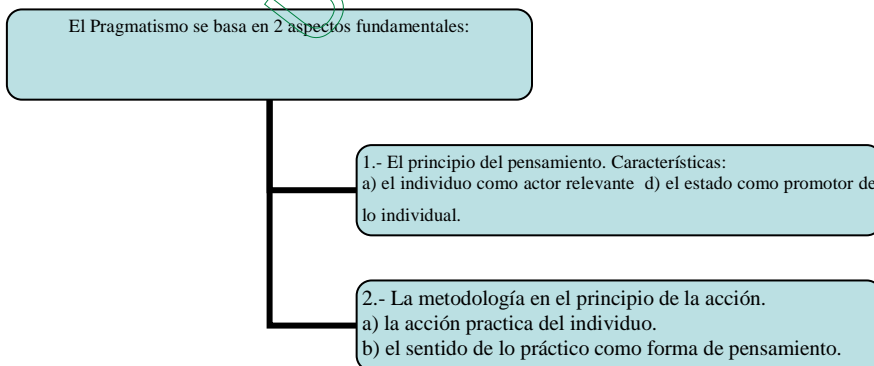 El Pragmatismo se basa en 2 aspectos fundamentales:
1.- El principio del pensamiento. Características:
a) el individuo como actor relevante d) el estado como promotor de
lo individual.
2.- La metodología en el principio de la acción.
a) la acción practica del individuo.
b) el sentido de lo práctico como forma de pensamiento.